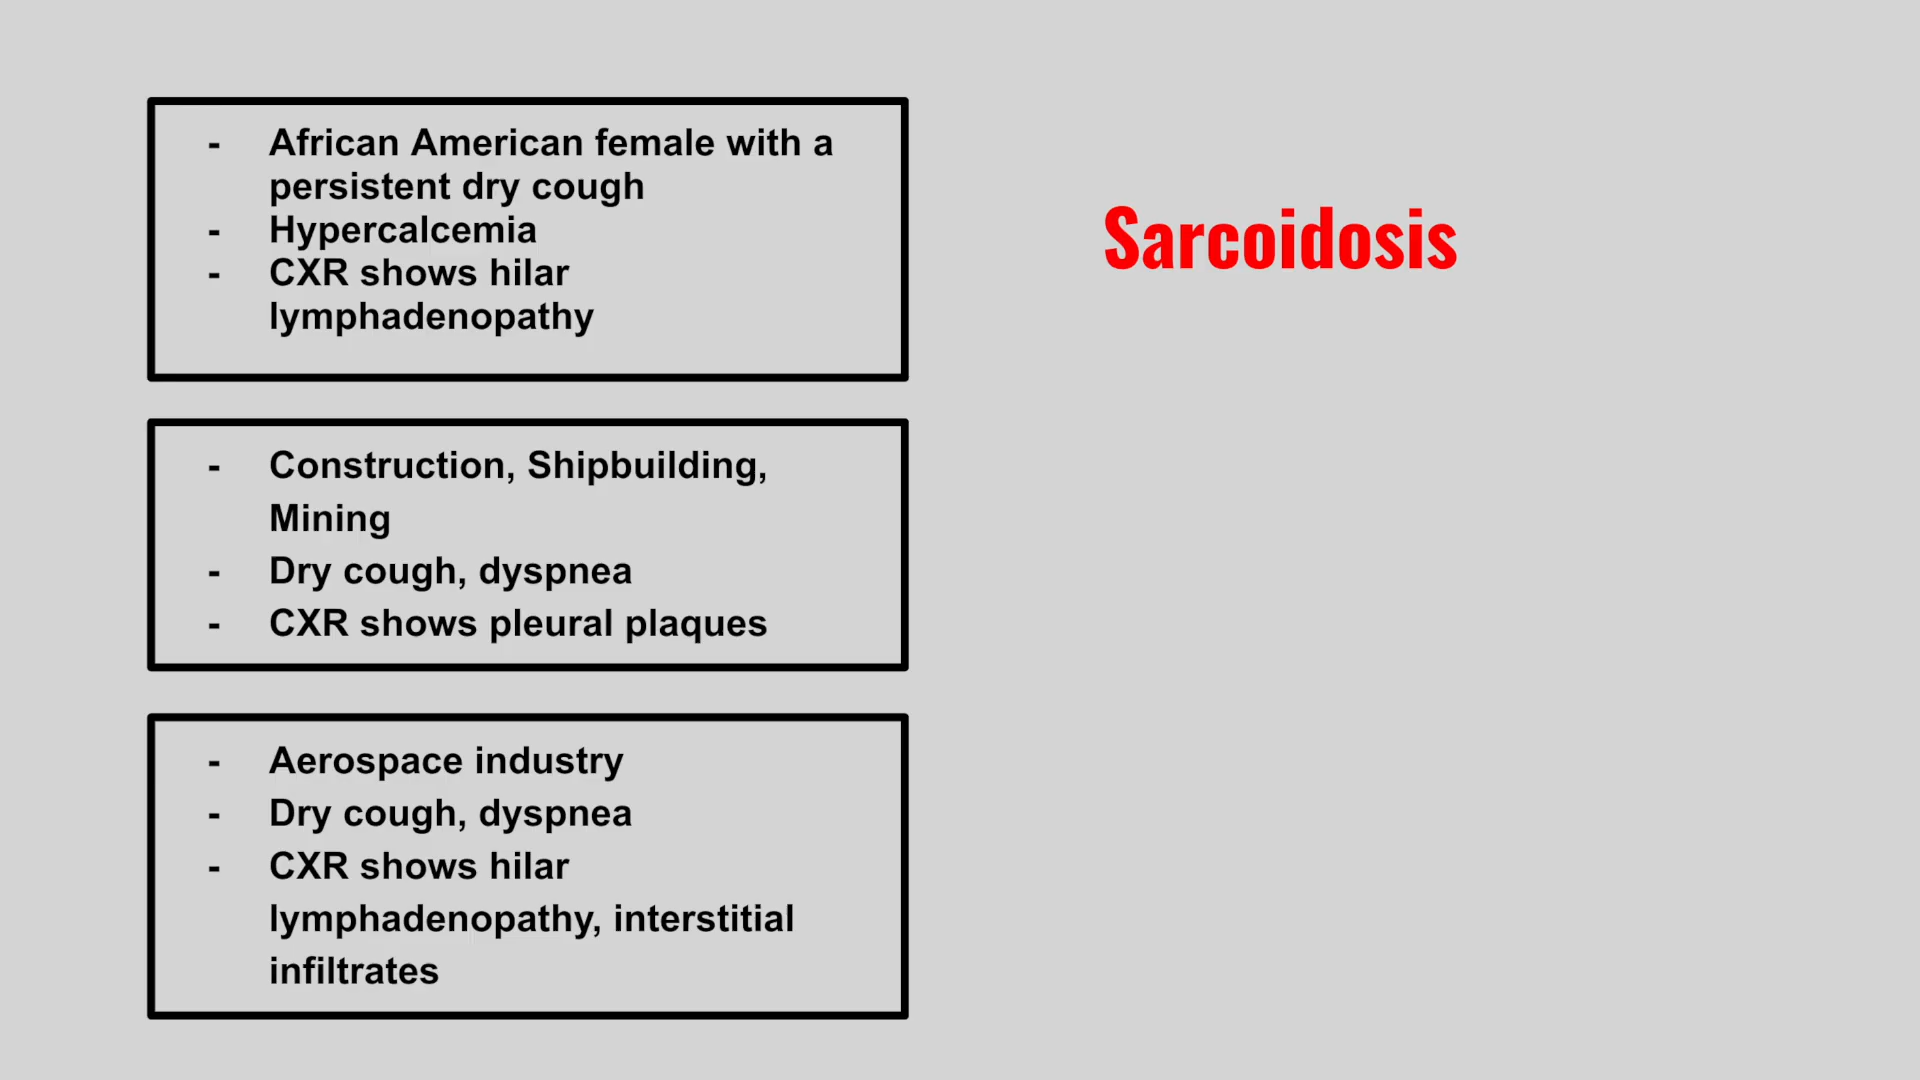 - African American female with a
persistent dry cough
- Hypercalcemia
- CXR shows hilar
lymphadenopathy
Sarcoidosis
- Construction, Shipbuilding,
Mining
- Dry cough, dyspnea
- CXR shows pleural plaques
- Aerospace industry
- Dry cough, dyspnea
- CXR shows hilar
lymphadenopathy, interstitial
infiltrates